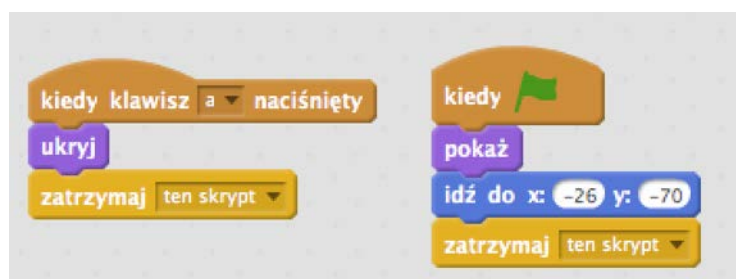 kiedy klawisz a naciśnięty
ukryj
zatrzymaj ten skrypt
kiedy
pokaż
idź do x: -26 y: -70
zatrzymaj ten skrypt